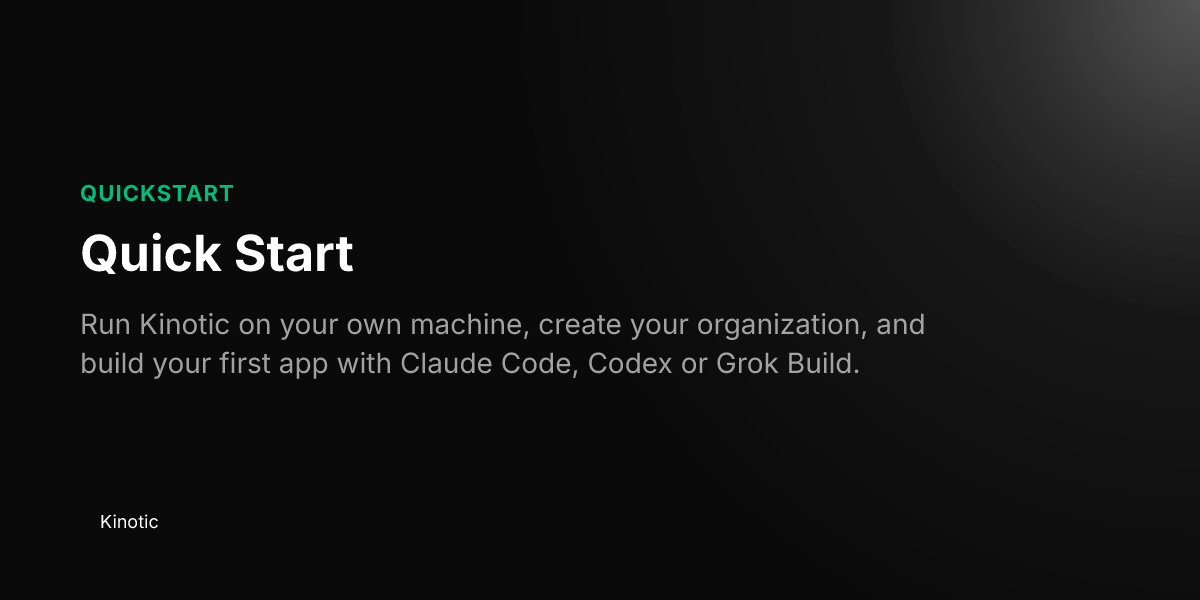 QUICKSTART
Quick Start
Run Kinotic on your own machine, create your organization, and
build your first app with Claude Code, Codex or Grok Build.
Kinotic